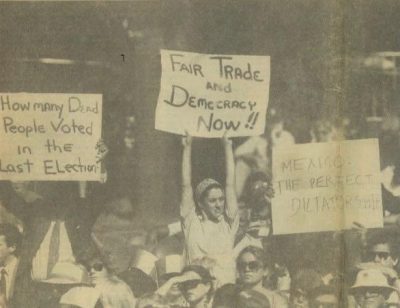 How many Dead
People Voted
in the
Last Election
FAIR TRADE
AND
DEMOCRACY
NOW!!
MEXICO:
THE PERFECT
DICTATORSHIP